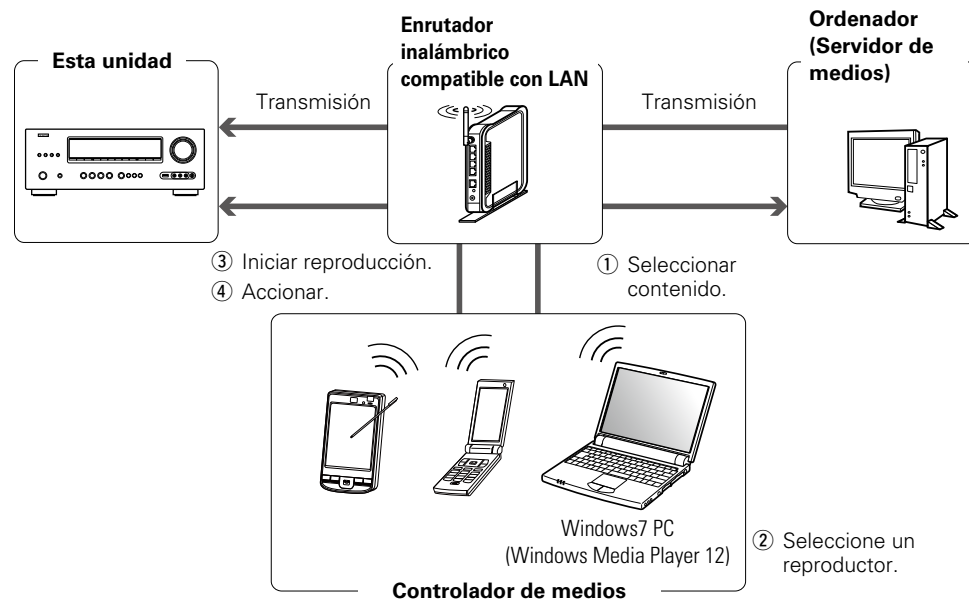 Esta unidad
Enrutador
inalámbrico
compatible con LAN
Ordenador
(Servidor de
medios)
Transmisión
Transmisión
③ Iniciar reproducción.
④ Accionar.
① Seleccionar
contenido.
Windows7 PC
(Windows Media Player 12)
② Seleccione un
reproductor.
Controlador de medios